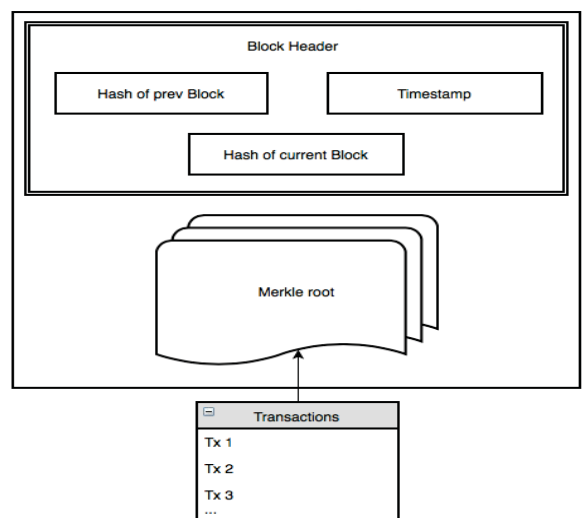 Block Header
Hash of prev Block
Timestamp
Hash of current Block
Merkle root
Transactions
Tx 1
Tx 2
Tx 3
...